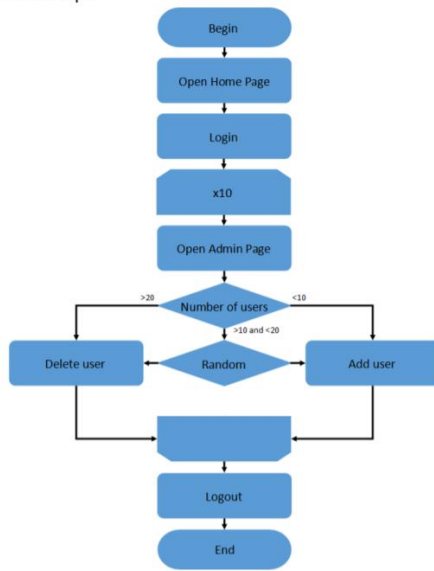 Begin
Open Home Page
Login
x10
Open Admin Page
>20
Number of users
<10
>10 and <20
Delete user
Random
Add user
Logout
End